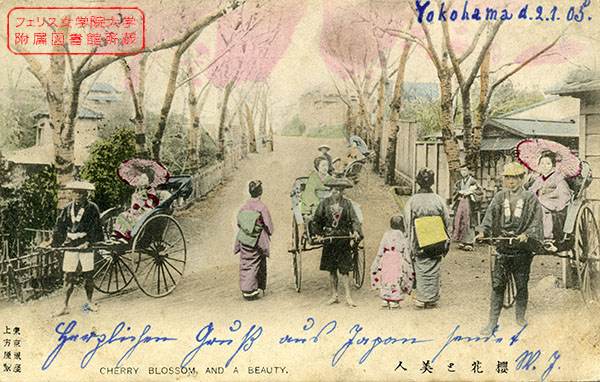 Yokohama d. 2.1.05.
フェリス女学院大学
附属図書館所蔵
Herzlichen Gruß aus Japan sendet
M. J.
CHERRY BLOSSOM, AND A BEAUTY.
人美と花櫻
東京銀座
上方屋製